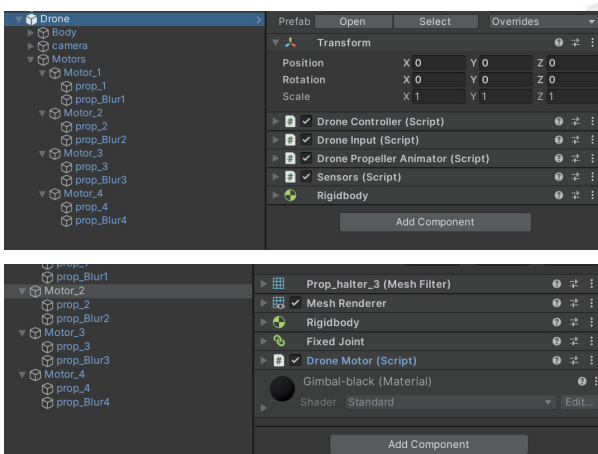 Drone
Body
camera
Motors
Motor_1
prop_1
prop_Blur1
Motor_2
prop_2
prop_Blur2
Motor_3
prop_3
prop_Blur3
Motor_4
prop_4
prop_Blur4
Prefab Open Select Overrides
Transform
Position X 0 Y 0 Z 0
Rotation X 0 Y 0 Z 0
Scale X 1 Y 1 Z 1
Drone Controller (Script)
Drone Input (Script)
Drone Propeller Animator (Script)
Sensors (Script)
Rigidbody
Add Component
prop_1
prop_Blur1
Motor_2
prop_2
prop_Blur2
Motor_3
prop_3
prop_Blur3
Motor_4
prop_4
prop_Blur4
Prop_halter_3 (Mesh Filter)
Mesh Renderer
Rigidbody
Fixed Joint
Drone Motor (Script)
Gimbal-black (Material)
Shader Standard Edit...
Add Component